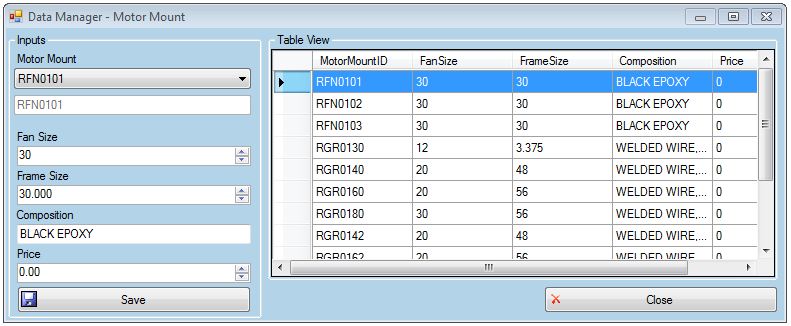 Data Manager - Motor Mount
Inputs
Motor Mount
RFN0101
RFN0101
Fan Size
30
Frame Size
30.000
Composition
BLACK EPOXY
Price
0.00
Save
Table View
MotorMountID FanSize FrameSize Composition Price
RFN0101 30 30 BLACK EPOXY 0
RFN0102 30 30 BLACK EPOXY 0
RFN0103 30 30 BLACK EPOXY 0
RGR0130 12 3.375 WELDED WIRE,... 0
RGR0140 20 48 WELDED WIRE,... 0
RGR0160 20 56 WELDED WIRE,... 0
RGR0180 30 56 WELDED WIRE,... 0
RGR0142 20 48 WELDED WIRE,... 0
RGR0162 20 56 WELDED WIRE,... 0
Close